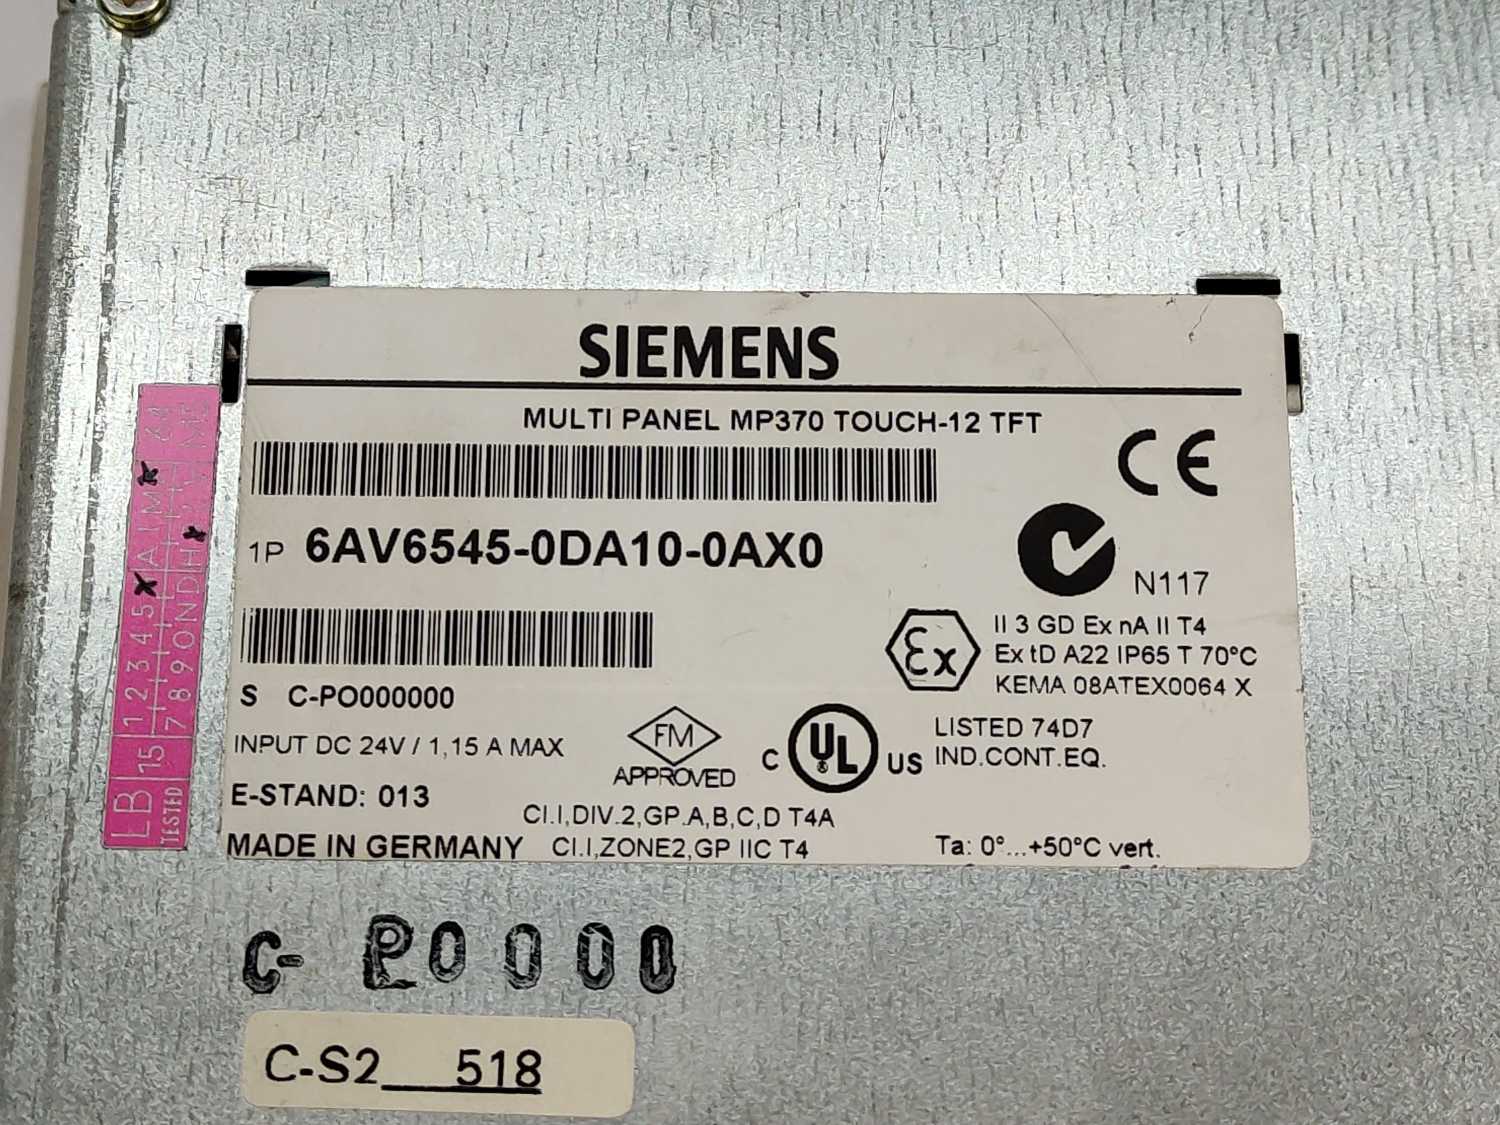 SIEMENS
MULTI PANEL MP370 TOUCH-12 TFT
CE
1P 6AV6545-0DA10-0AX0
N117
Ex
II 3 GD Ex nA II T4
Ex tD A22 IP65 T 70°C
KEMA 08ATEX0064 X
S C-PO000000
INPUT DC 24V / 1,15 A MAX
FM
APPROVED
C UL US
®
LISTED 74D7
IND.CONT.EQ.
E-STAND: 013
CI.I,DIV.2,GP.A,B,C,D T4A
MADE IN GERMANY
CI.I,ZONE2,GP IIC T4
Ta: 0°...+50°C vert.
LB 15
TESTED
1 2 3 4 5
7 8 9 O N D H
C- P0000
C-S2 518